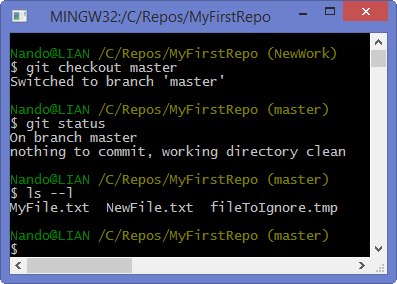 MINGW32:/C/Repos/MyFirstRepo
Nando@LIAN /C/Repos/MyFirstRepo (NewWork)
$ git checkout master
Switched to branch 'master'
Nando@LIAN /C/Repos/MyFirstRepo (master)
$ git status
On branch master
nothing to commit, working directory clean
Nando@LIAN /C/Repos/MyFirstRepo (master)
$ ls --l
MyFile.txt  NewFile.txt  fileToIgnore.tmp
Nando@LIAN /C/Repos/MyFirstRepo (master)
$